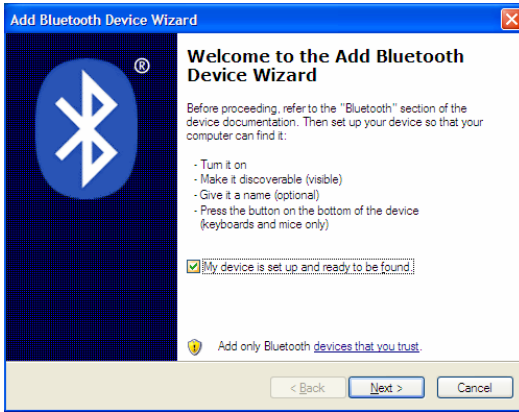 Add Bluetooth Device Wizard
®
Welcome to the Add Bluetooth
Device Wizard
Before proceeding, refer to the "Bluetooth" section of the
device documentation. Then set up your device so that your
computer can find it:
- Turn it on
- Make it discoverable (visible)
- Give it a name (optional)
- Press the button on the bottom of the device
(keyboards and mice only)
My device is set up and ready to be found.
Add only Bluetooth devices that you trust.
< Back Next > Cancel